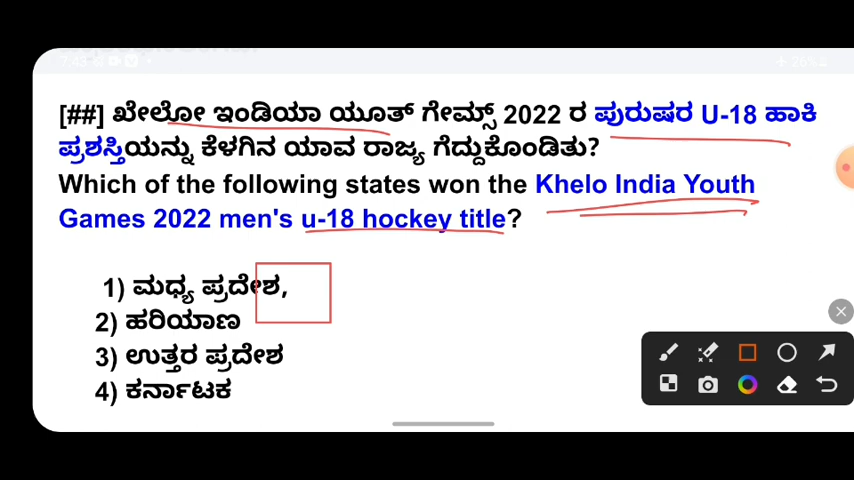 [##] ಖೇಲೋ ಇಂಡಿಯಾ ಯೂತ್ ಗೇಮ್ಸ್ 2022 ರ ಪುರುಷರ U-18 ಹಾಕಿ
ಪ್ರಶಸ್ತಿಯನ್ನು ಕೆಳಗಿನ ಯಾವ ರಾಜ್ಯ ಗೆದ್ದುಕೊಂಡಿತು?
Which of the following states won the Khelo India Youth
Games 2022 men's u-18 hockey title?
1) ಮಧ್ಯ ಪ್ರದೇಶ,
2) ಹರಿಯಾಣ
3) ಉತ್ತರ ಪ್ರದೇಶ
4) ಕರ್ನಾಟಕ